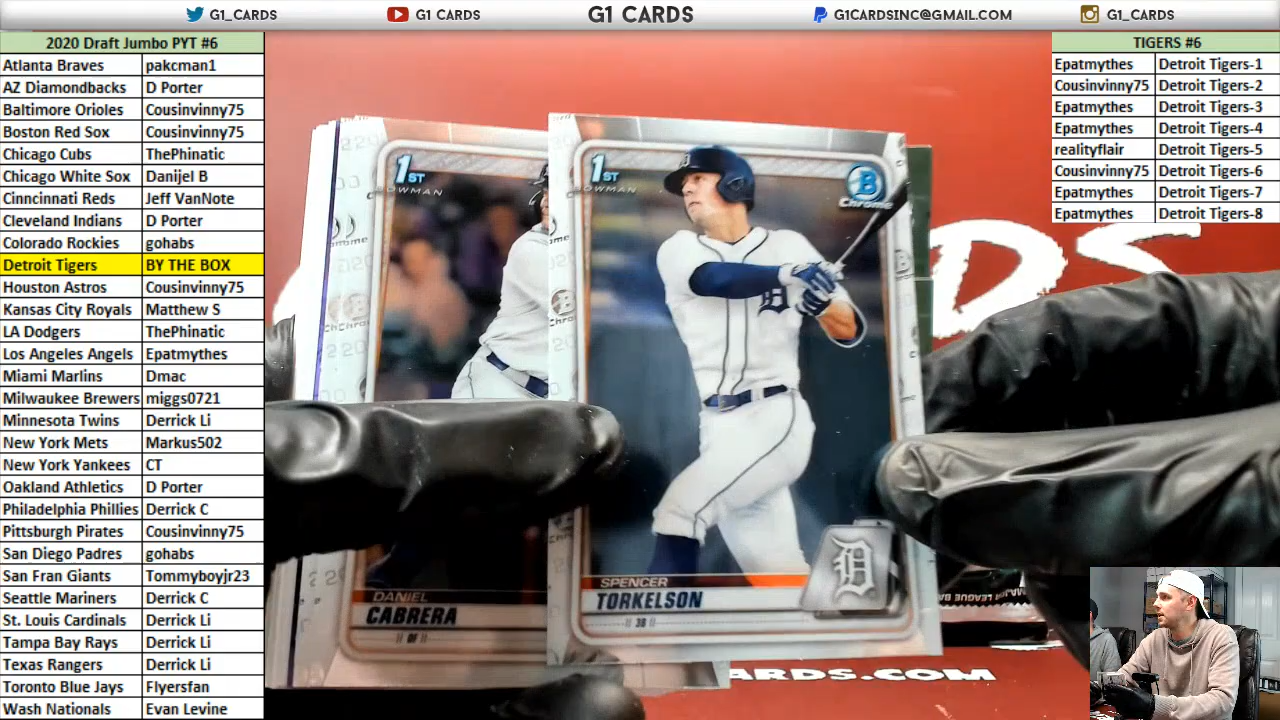 G1_CARDS
G1 CARDS
G1 CARDS
G1CARDSINC@GMAIL.COM
G1_CARDS
2020 Draft Jumbo PYT #6
Atlanta Braves pakcman1
AZ Diamondbacks D Porter
Baltimore Orioles Cousinvinny75
Boston Red Sox Cousinvinny75
Chicago Cubs ThePhinatic
Chicago White Sox Danijel B
Cinncinnati Reds Jeff VanNote
Cleveland Indians D Porter
Colorado Rockies gohabs
Detroit Tigers BY THE BOX
Houston Astros Cousinvinny75
Kansas City Royals Matthew S
LA Dodgers ThePhinatic
Los Angeles Angels Epatmythes
Miami Marlins Dmac
Milwaukee Brewers miggs0721
Minnesota Twins Derrick Li
New York Mets Markus502
New York Yankees CT
Oakland Athletics D Porter
Philadelphia Phillies Derrick C
Pittsburgh Pirates Cousinvinny75
San Diego Padres gohabs
San Fran Giants Tommyboyjr23
Seattle Mariners Derrick C
St. Louis Cardinals Derrick Li
Tampa Bay Rays Derrick Li
Texas Rangers Derrick Li
Toronto Blue Jays Flyersfan
Wash Nationals Evan Levine
TIGERS #6
Epatmythes Detroit Tigers-1
Cousinvinny75 Detroit Tigers-2
Epatmythes Detroit Tigers-3
Epatmythes Detroit Tigers-4
realityflair Detroit Tigers-5
Cousinvinny75 Detroit Tigers-6
Epatmythes Detroit Tigers-7
Epatmythes Detroit Tigers-8
1ST
BOWMAN
DANIEL
CABRERA
OF
1ST
BOWMAN
B
Chrome
D
SPENCER
TORKELSON
3B
D
DS
ARDS.COM